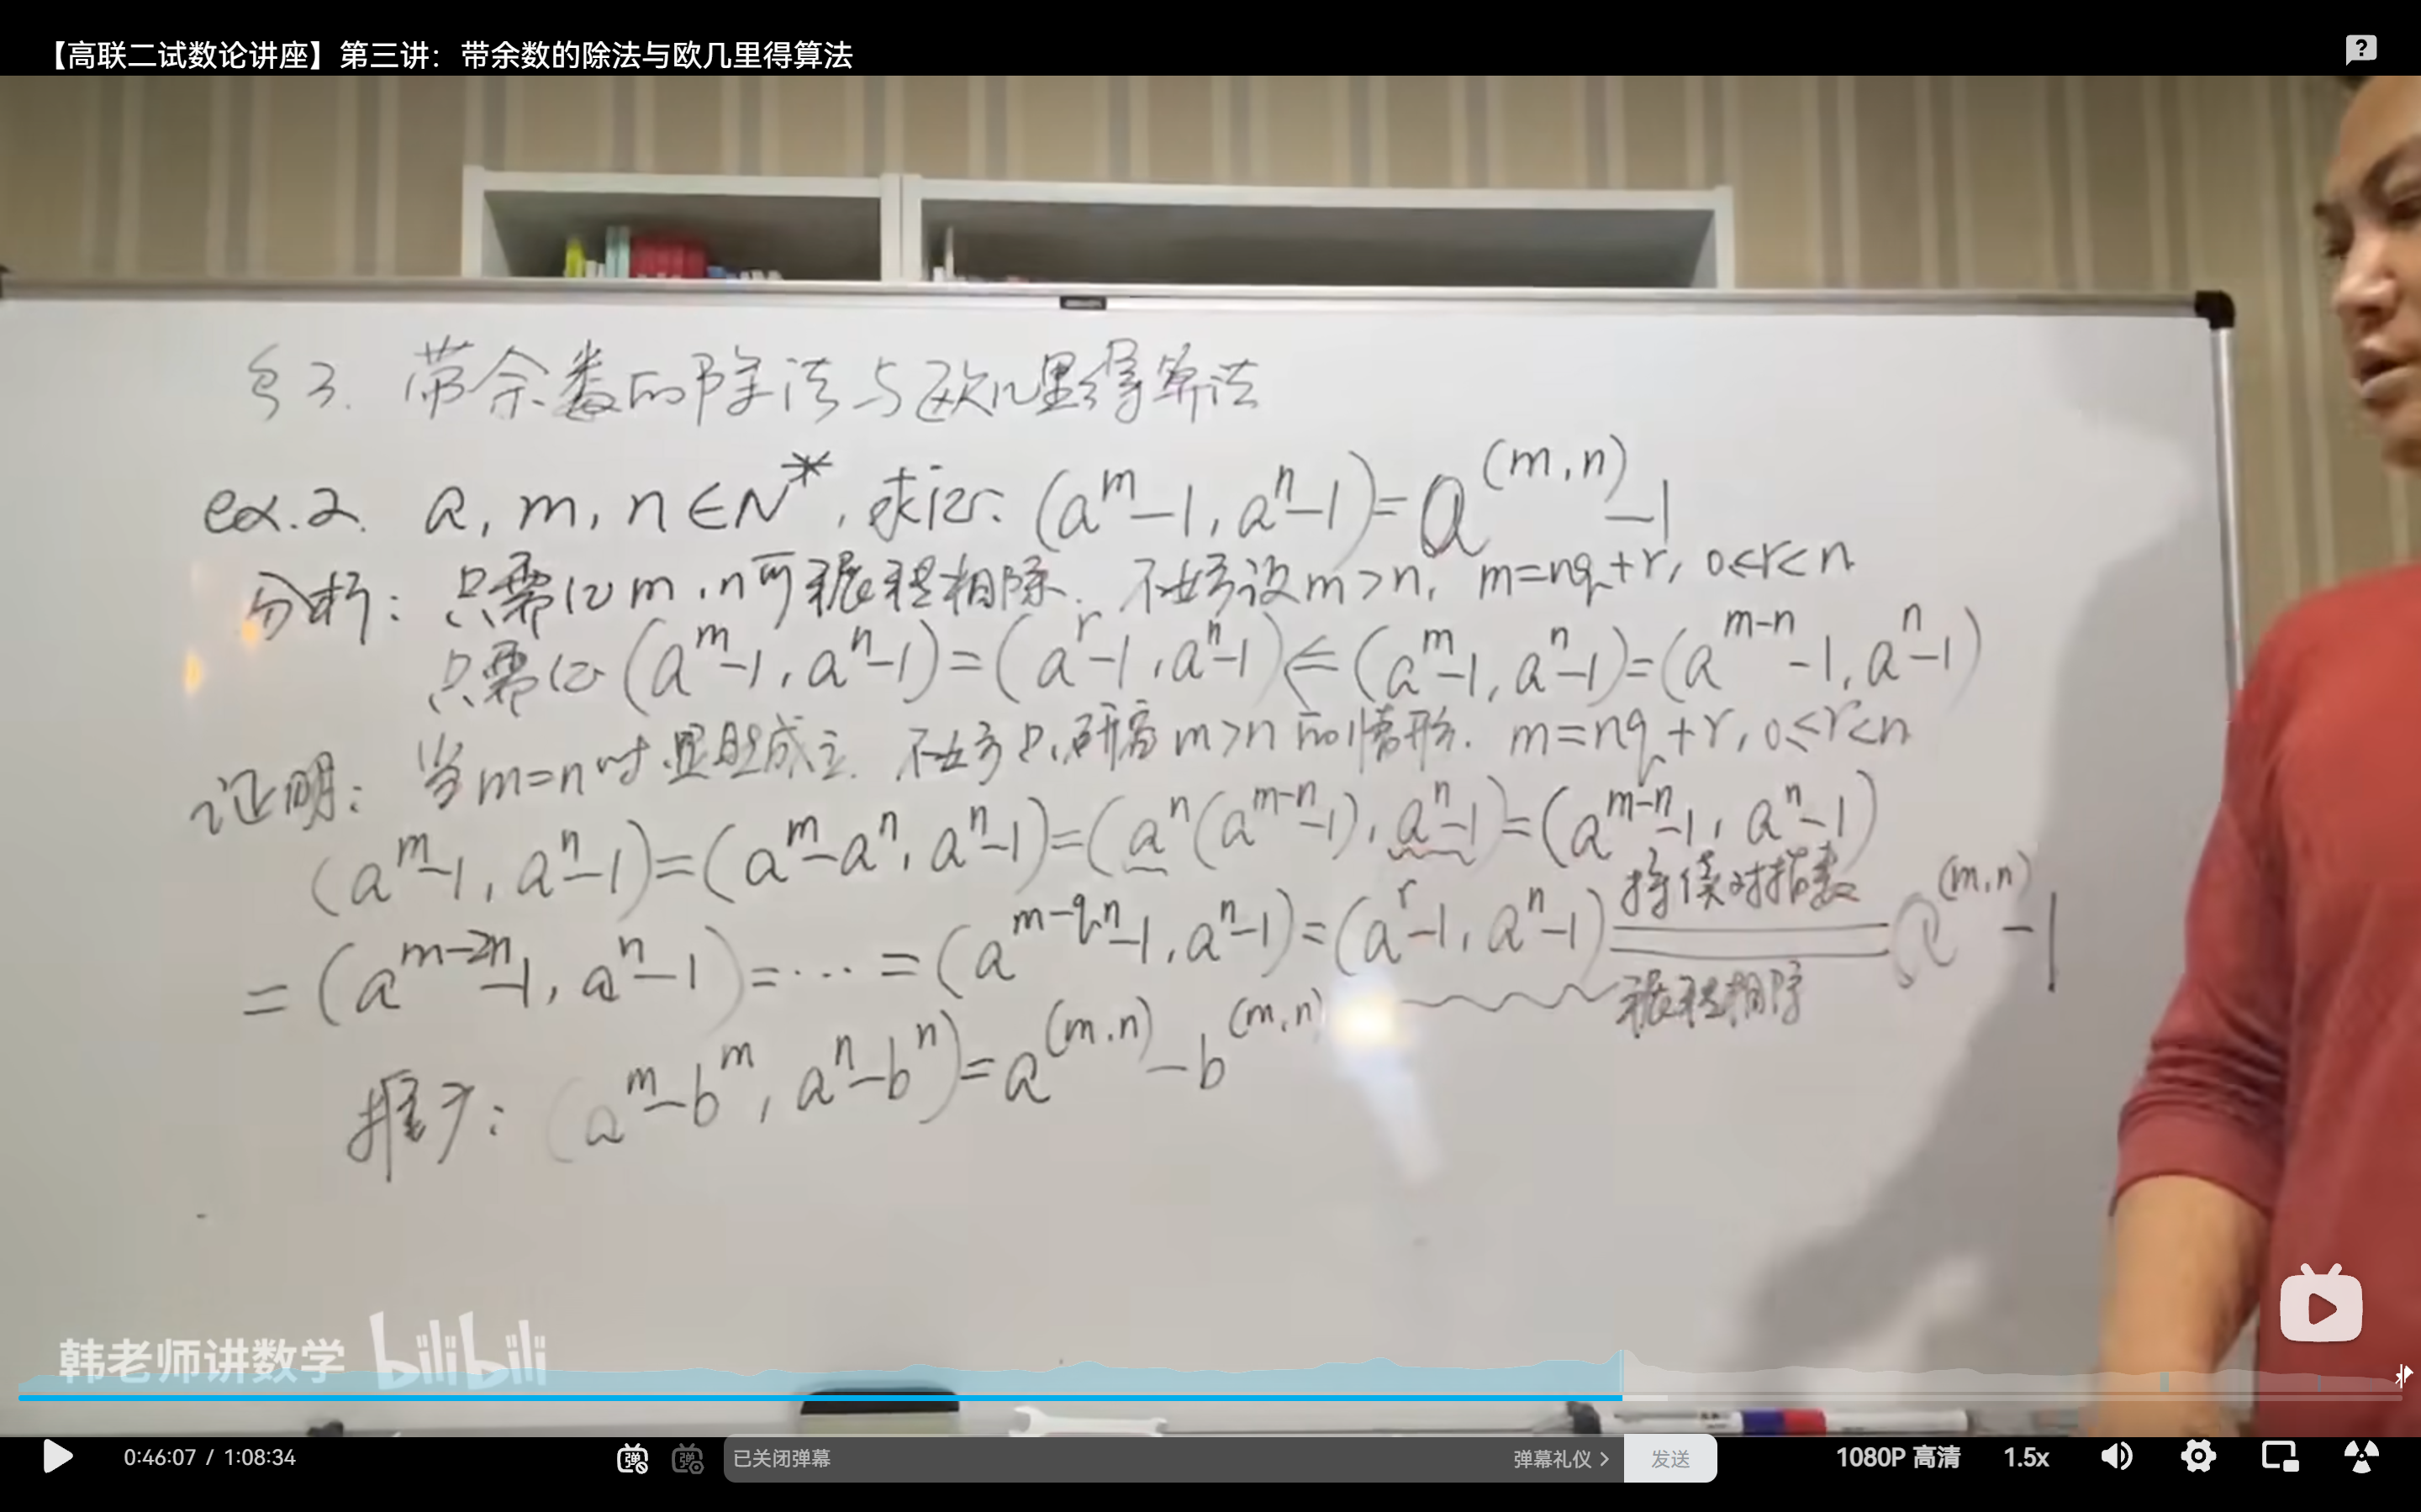 【高联二试数论讲座】第三讲：带余数的除法与欧几里得算法
§3. 带余数的除法与欧几里得算法
ex.2. a, m, n ∈ N*, 求证: (a^m-1, a^n-1) = a^(m,n)-1
分析: 只需证 m, n 可辗转相除. 不妨设 m>n, m=nq+r, 0≤r<n
只需证 (a^m-1, a^n-1) = (a^r-1, a^n-1) ⇐ (a^m-1, a^n-1) = (a^(m-n)-1, a^n-1)
证明: 当 m=n 时显然成立. 不妨只研究 m>n 的情形. m=nq+r, 0≤r<n
(a^m-1, a^n-1) = (a^m-a^n, a^n-1) = (a^n(a^(m-n)-1), a^n-1) = (a^(m-n)-1, a^n-1)
= (a^(m-2n)-1, a^n-1) = ⋯ = (a^(m-qn)-1, a^n-1) = (a^r-1, a^n-1) 持续对指数 辗转相除 = a^(m,n)-1
推广: (a^m-b^m, a^n-b^n) = a^(m,n)-b^(m,n)
韩老师讲数学 bilibili
0:46:07 / 1:08:34 弹 弹 已关闭弹幕 弹幕礼仪 > 发送 1080P 高清 1.5x